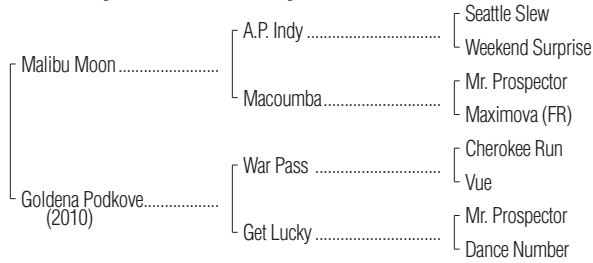 Seattle Slew
A.P. Indy ..............................
Weekend Surprise
Malibu Moon ......................
Mr. Prospector
Macoumba..........................
Maximova (FR)
Cherokee Run
War Pass ............................
Vue
Goldena Podkove.................
(2010)
Mr. Prospector
Get Lucky ............................
Dance Number